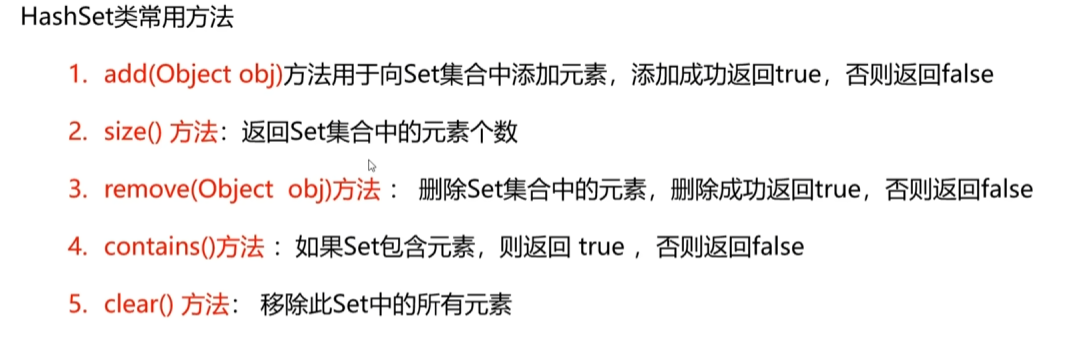 HashSet类常用方法
1. add(Object obj)方法用于向Set集合中添加元素，添加成功返回true，否则返回false
2. size() 方法：返回Set集合中的元素个数
3. remove(Object  obj)方法 ： 删除Set集合中的元素，删除成功返回true，否则返回false
4. contains()方法 ：如果Set包含元素，则返回 true ，否则返回false
5. clear() 方法： 移除此Set中的所有元素